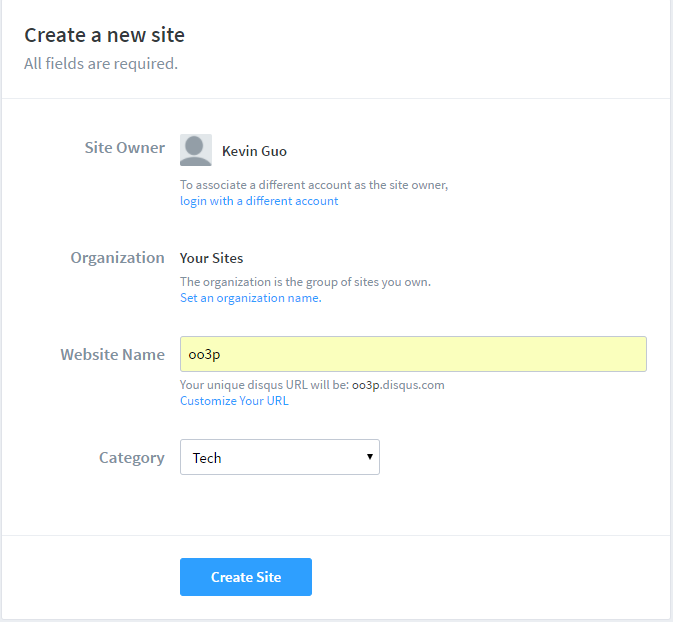 Create a new site
All fields are required.
Site Owner
Kevin Guo
To associate a different account as the site owner,
login with a different account
Organization
Your Sites
The organization is the group of sites you own.
Set an organization name.
Website Name
oo3p
Your unique disqus URL will be: oo3p.disqus.com
Customize Your URL
Category
Tech
Create Site